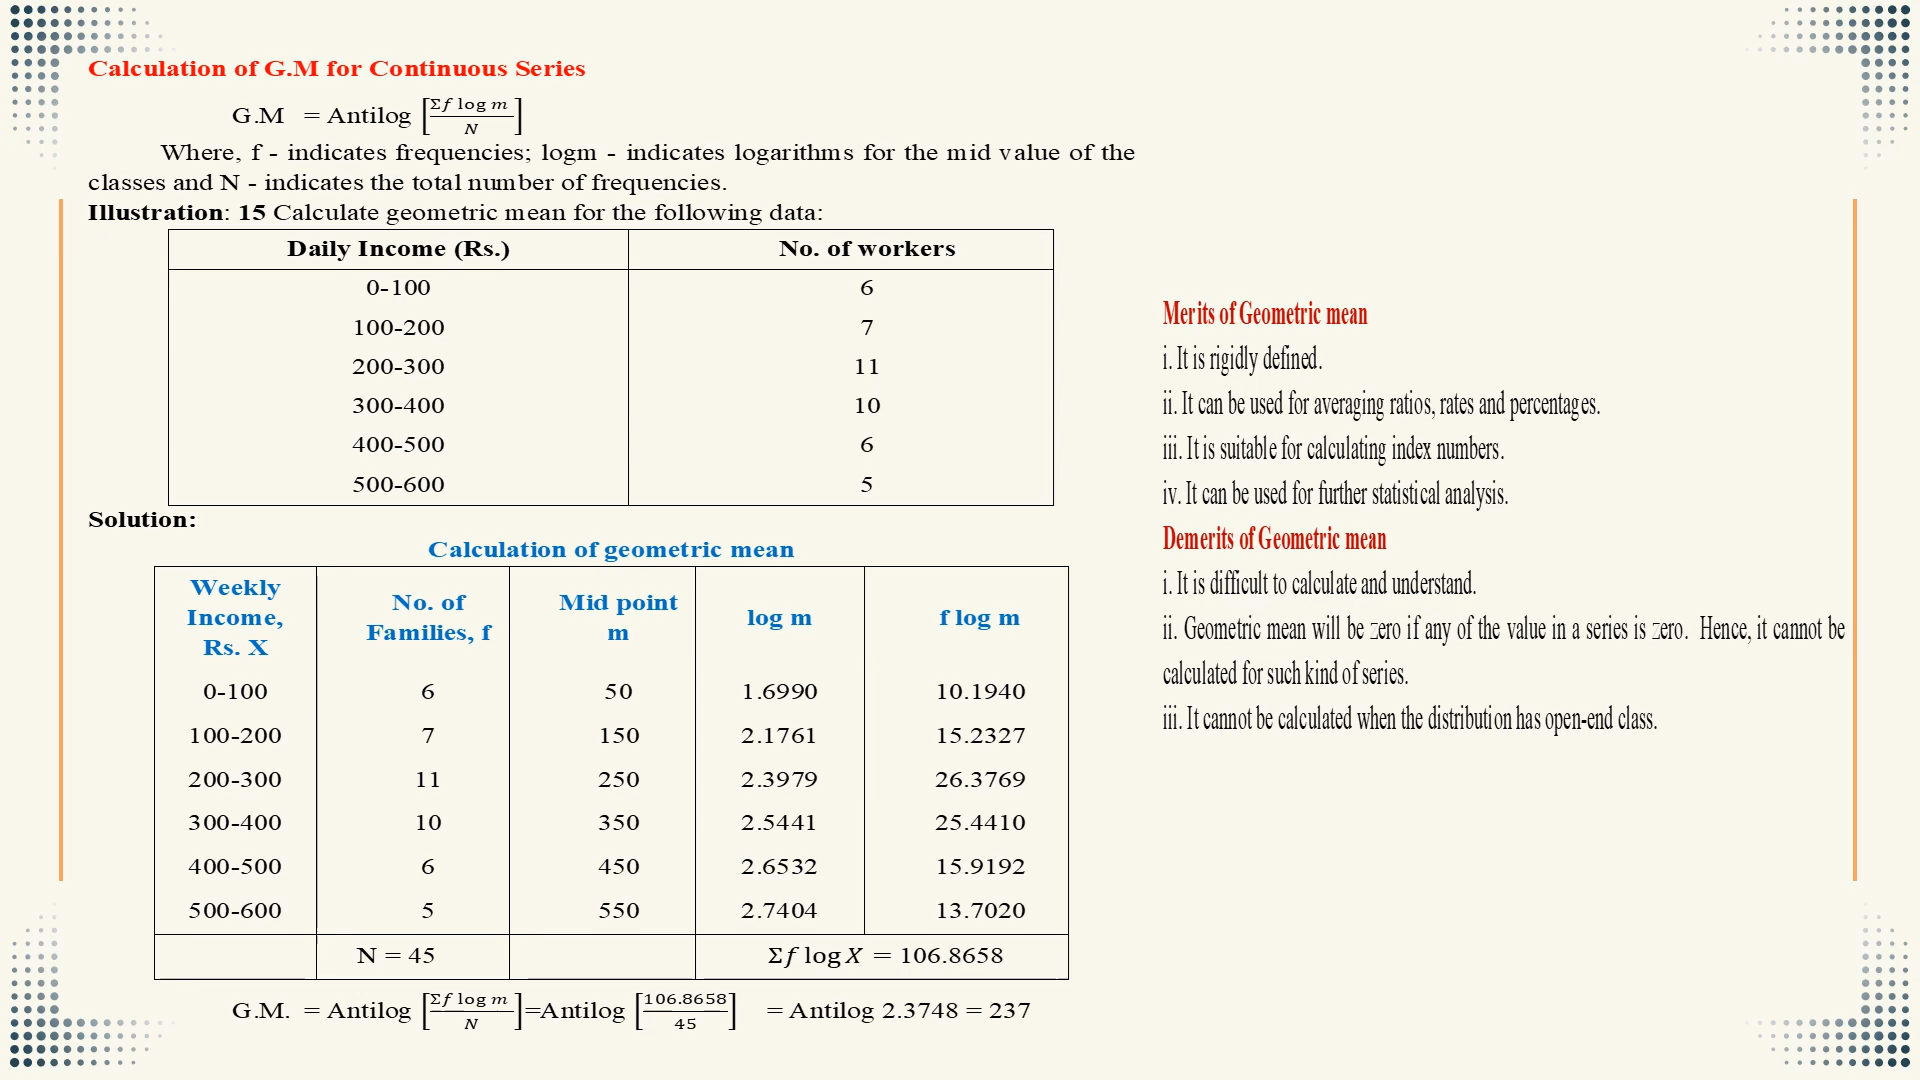 Calculation of G.M for Continuous Series
G.M = Antilog [Σf log m / N]
Where, f - indicates frequencies; logm - indicates logarithms for the mid value of the
classes and N - indicates the total number of frequencies.
Illustration: 15 Calculate geometric mean for the following data:
Daily Income (Rs.) No. of workers
0-100 6
100-200 7
200-300 11
300-400 10
400-500 6
500-600 5
Solution:
Calculation of geometric mean
Weekly Income, Rs. X No. of Families, f Mid point m log m f log m
0-100 6 50 1.6990 10.1940
100-200 7 150 2.1761 15.2327
200-300 11 250 2.3979 26.3769
300-400 10 350 2.5441 25.4410
400-500 6 450 2.6532 15.9192
500-600 5 550 2.7404 13.7020
N = 45 Σf log X = 106.8658
G.M. = Antilog [Σf log m / N]=Antilog [106.8658 / 45] = Antilog 2.3748 = 237
Merits of Geometric mean
i. It is rigidly defined.
ii. It can be used for averaging ratios, rates and percentages.
iii. It is suitable for calculating index numbers.
iv. It can be used for further statistical analysis.
Demerits of Geometric mean
i. It is difficult to calculate and understand.
ii. Geometric mean will be zero if any of the value in a series is zero. Hence, it cannot be
calculated for such kind of series.
iii. It cannot be calculated when the distribution has open-end class.